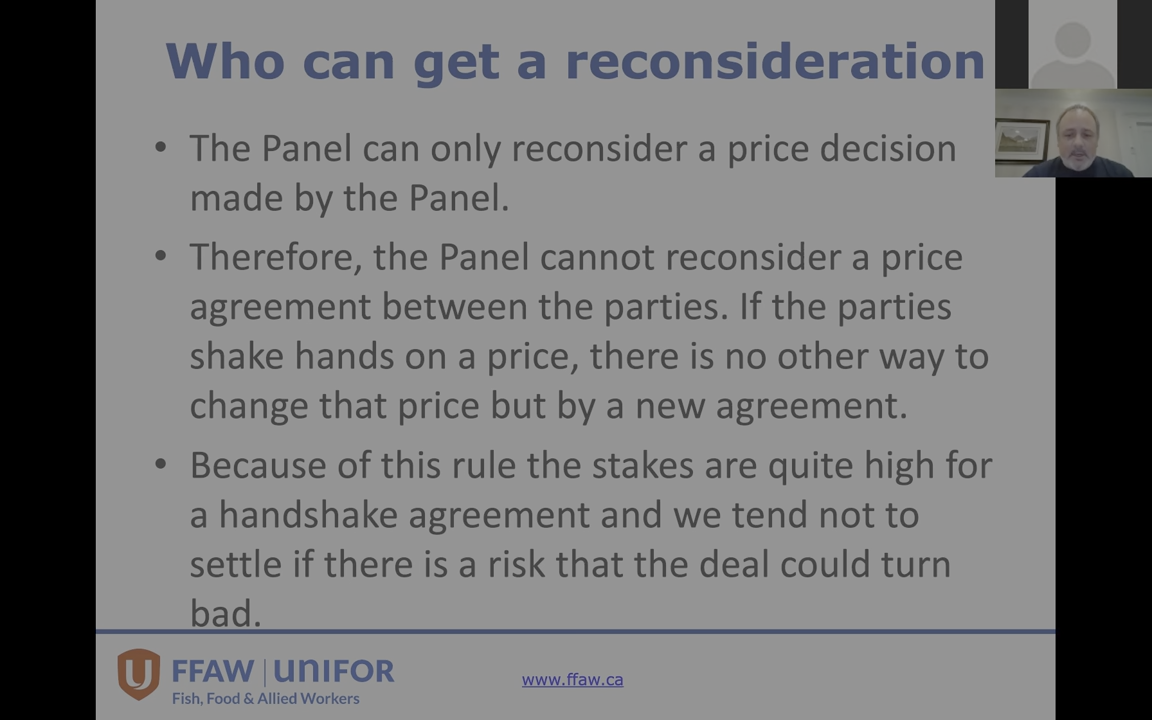 Who can get a reconsideration
• The Panel can only reconsider a price decision
made by the Panel.
• Therefore, the Panel cannot reconsider a price
agreement between the parties. If the parties
shake hands on a price, there is no other way to
change that price but by a new agreement.
• Because of this rule the stakes are quite high for
a handshake agreement and we tend not to
settle if there is a risk that the deal could turn
bad.
FFAW | UNIFOR
Fish, Food & Allied Workers
www.ffaw.ca